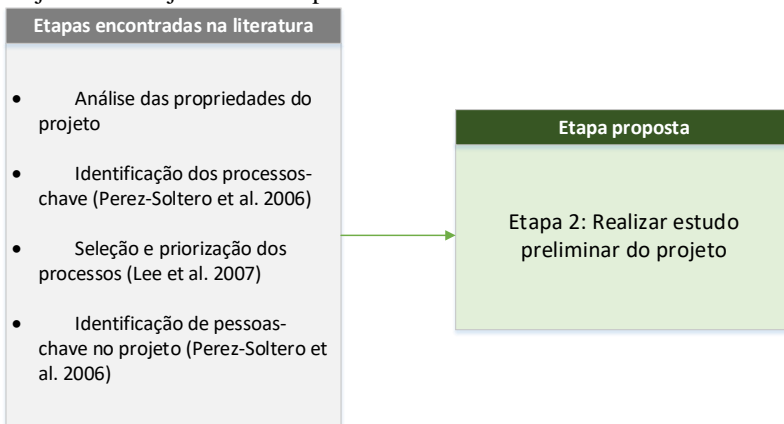 Etapas encontradas na literatura
• Análise das propriedades do
projeto
• Identificação dos processos-
chave (Perez-Soltero et al. 2006)
• Seleção e priorização dos
processos (Lee et al. 2007)
• Identificação de pessoas-
chave no projeto (Perez-Soltero et
al. 2006)
Etapa proposta
Etapa 2: Realizar estudo
preliminar do projeto